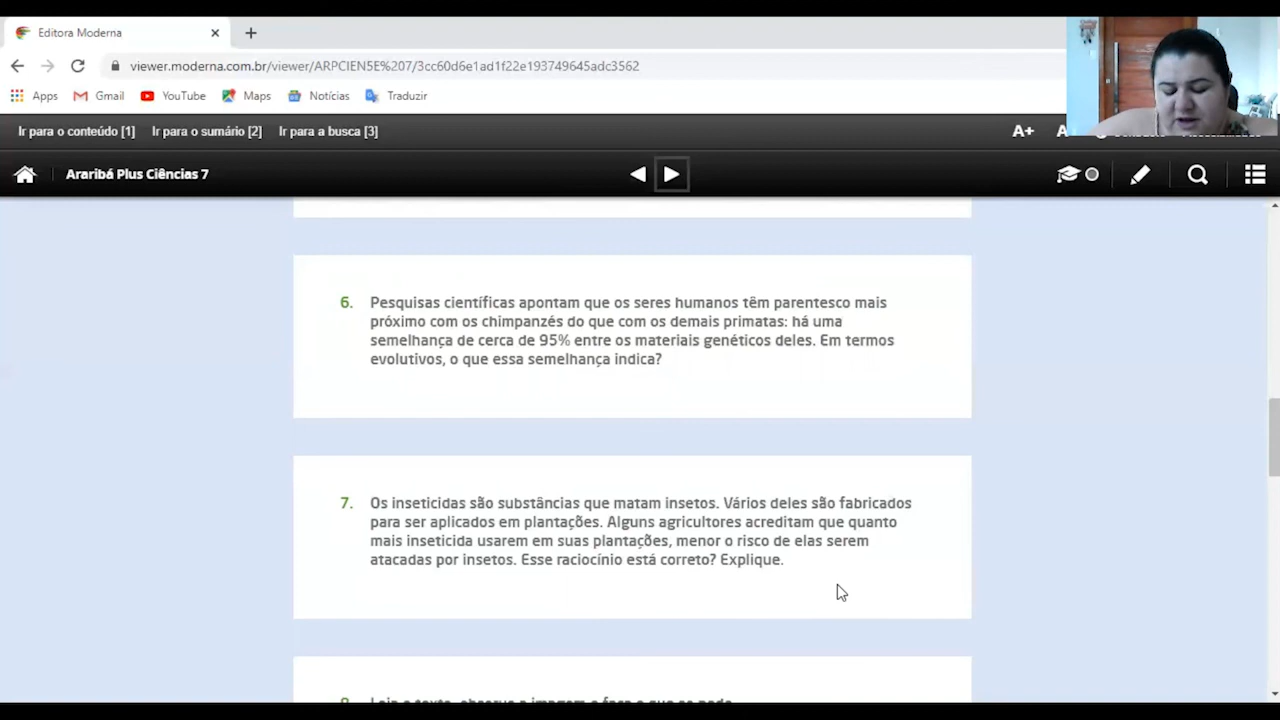 Editora Moderna
viewer.moderna.com.br/viewer/ARPCIEN5E%207/3cc60d6e1ad1f22e193749645adc3562
Apps Gmail YouTube Maps Notícias Traduzir
Ir para o conteúdo [1] Ir para o sumário [2] Ir para a busca [3] A+
Araribá Plus Ciências 7
6. Pesquisas científicas apontam que os seres humanos têm parentesco mais
próximo com os chimpanzés do que com os demais primatas: há uma
semelhança de cerca de 95% entre os materiais genéticos deles. Em termos
evolutivos, o que essa semelhança indica?
7. Os inseticidas são substâncias que matam insetos. Vários deles são fabricados
para ser aplicados em plantações. Alguns agricultores acreditam que quanto
mais inseticida usarem em suas plantações, menor o risco de elas serem
atacadas por insetos. Esse raciocínio está correto? Explique.